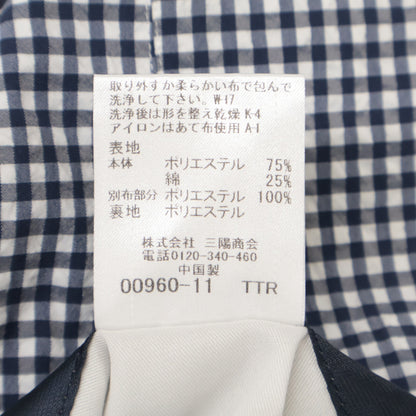 取り外すか柔らかい布で包んで
洗浄して下さい。W-17
洗浄後は形を整え乾燥 K-4
アイロンはあて布使用 A-1
表地
本体 ポリエステル 75%
綿 25%
別布部分 ポリエステル 100%
裏地 ポリエステル
株式会社 三陽商会
電話0120-340-460
中国製
00960-11 TTR